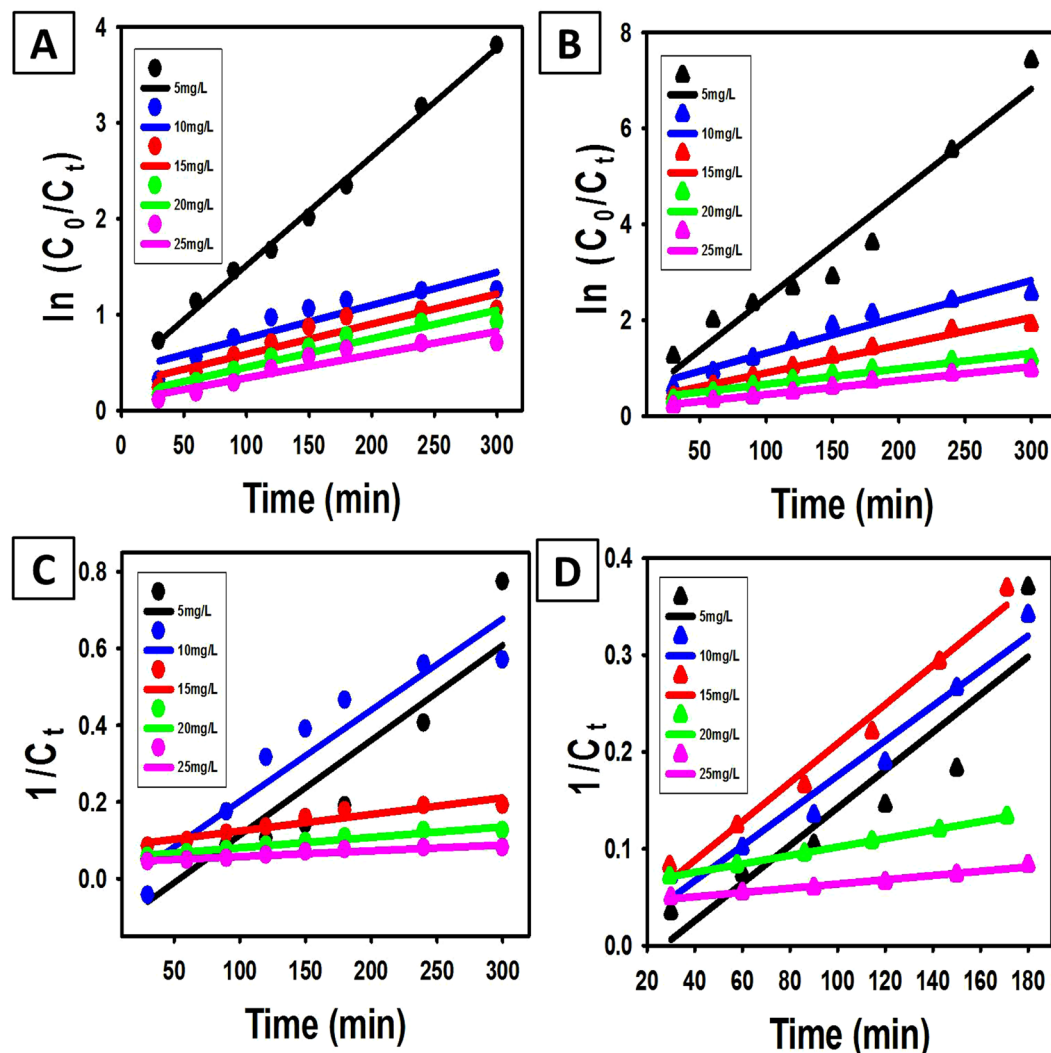 A
4
3
2
1
0
ln (C0/Ct)
5mg/L
10mg/L
15mg/L
20mg/L
25mg/L
0 50 100 150 200 250 300
Time (min)
B
8
6
4
2
0
ln (C0/Ct)
5mg/L
10mg/L
15mg/L
20mg/L
25mg/L
50 100 150 200 250 300
Time (min)
C
0.8
0.6
0.4
0.2
0.0
1/Ct
5mg/L
10mg/L
15mg/L
20mg/L
25mg/L
50 100 150 200 250 300
Time (min)
D
0.4
0.3
0.2
0.1
0.0
1/Ct
5mg/L
10mg/L
15mg/L
20mg/L
25mg/L
20 40 60 80 100 120 140 160 180
Time (min)